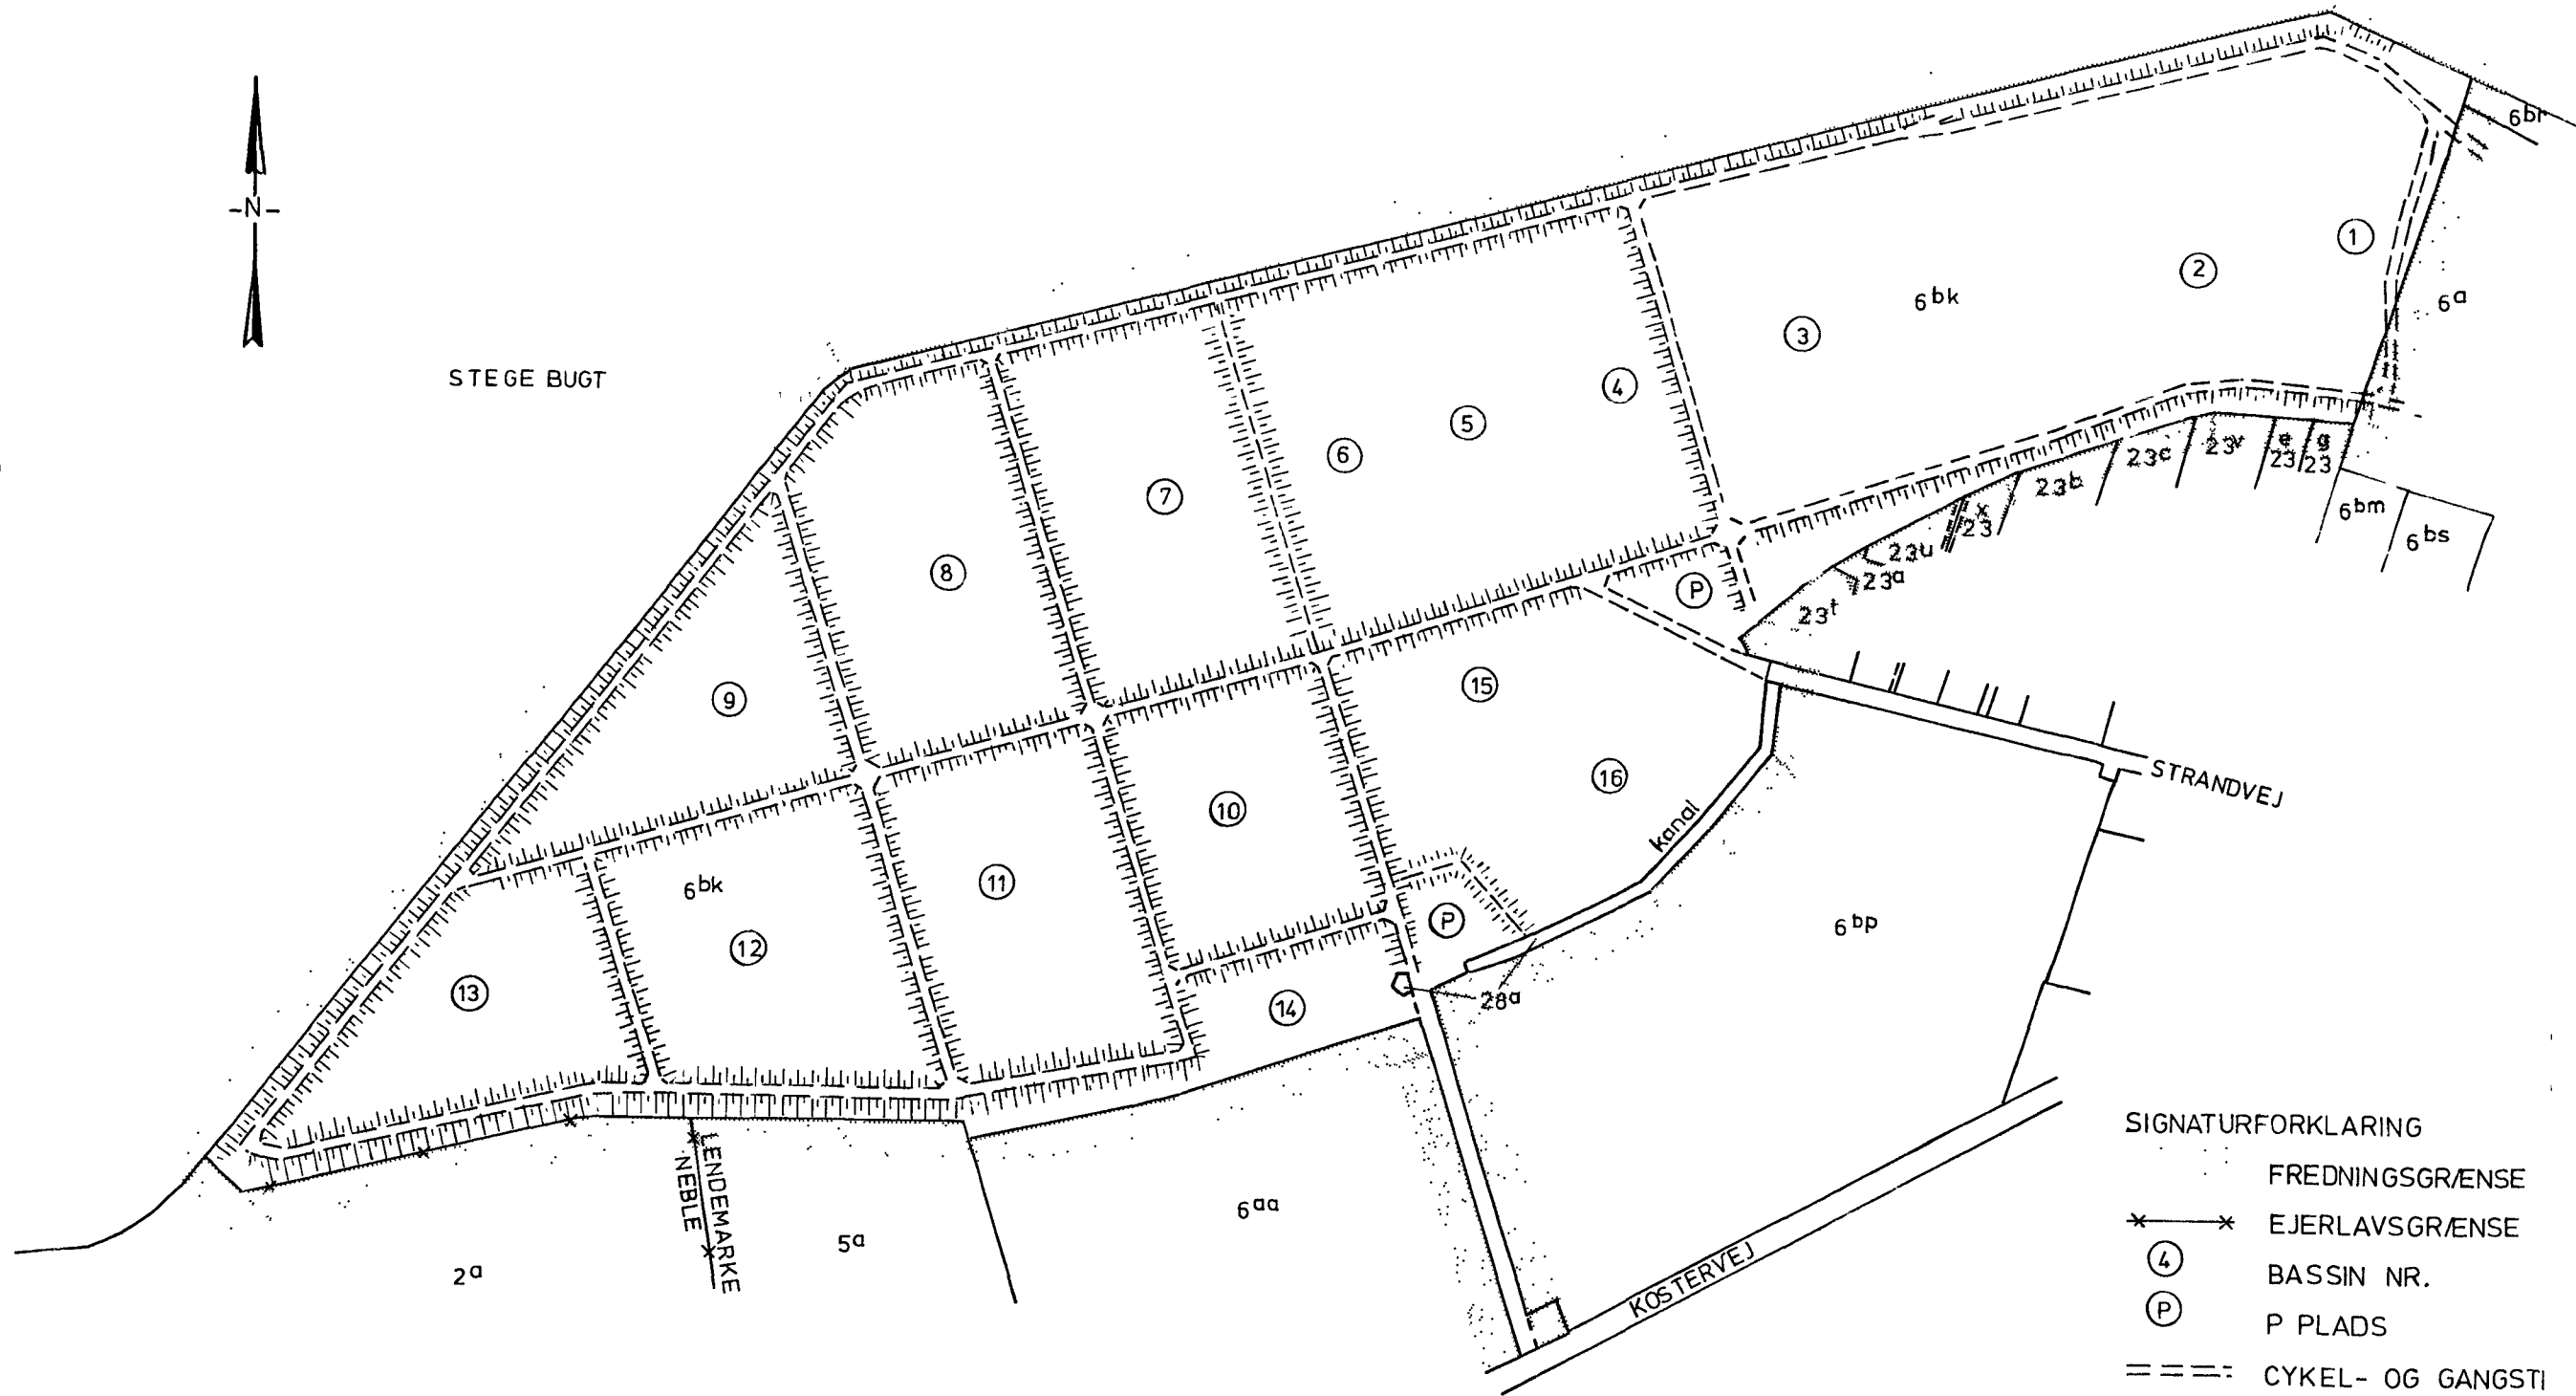 -N-
STEGE BUGT
6br
1
2
6bk
6a
3
4
5
6
7
8
9
23c
23v
e
23
g
23
23b
x
23
23u
23a
23t
6bm
6bs
P
15
16
10
11
6bk
12
13
14
P
kanal
STRANDVEJ
6bp
28a
LENDEMARKE
NEBLE
2a
5a
6aa
KOSTERVEJ
SIGNATURFORKLARING
FREDNINGSGRÆNSE
EJERLAVSGRÆNSE
4 BASSIN NR.
P P PLADS
CYKEL- OG GANGSTI